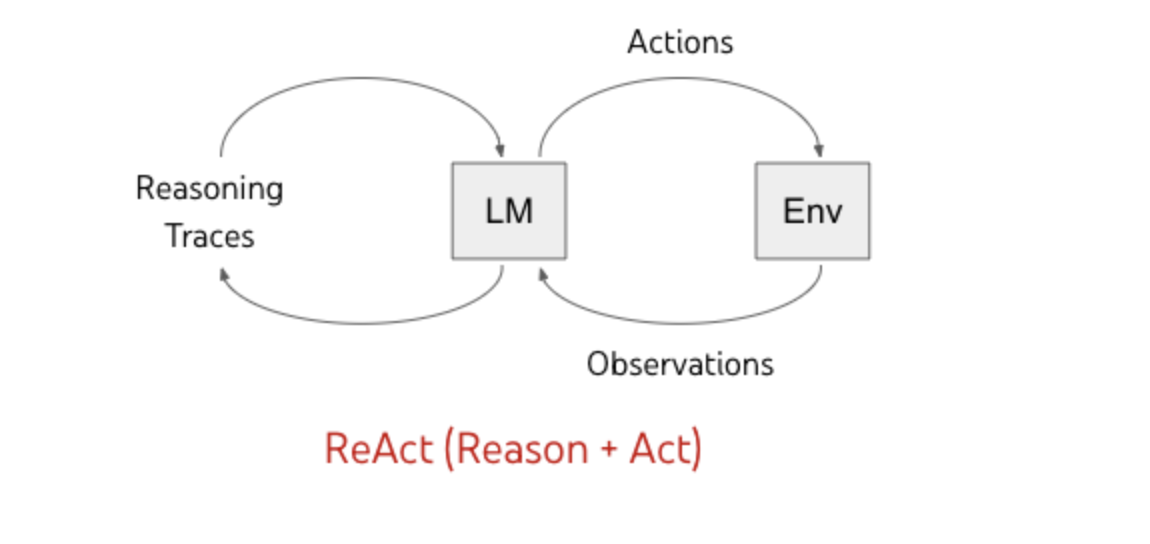 Actions
Reasoning
Traces
LM
Env
Observations
ReAct (Reason + Act)